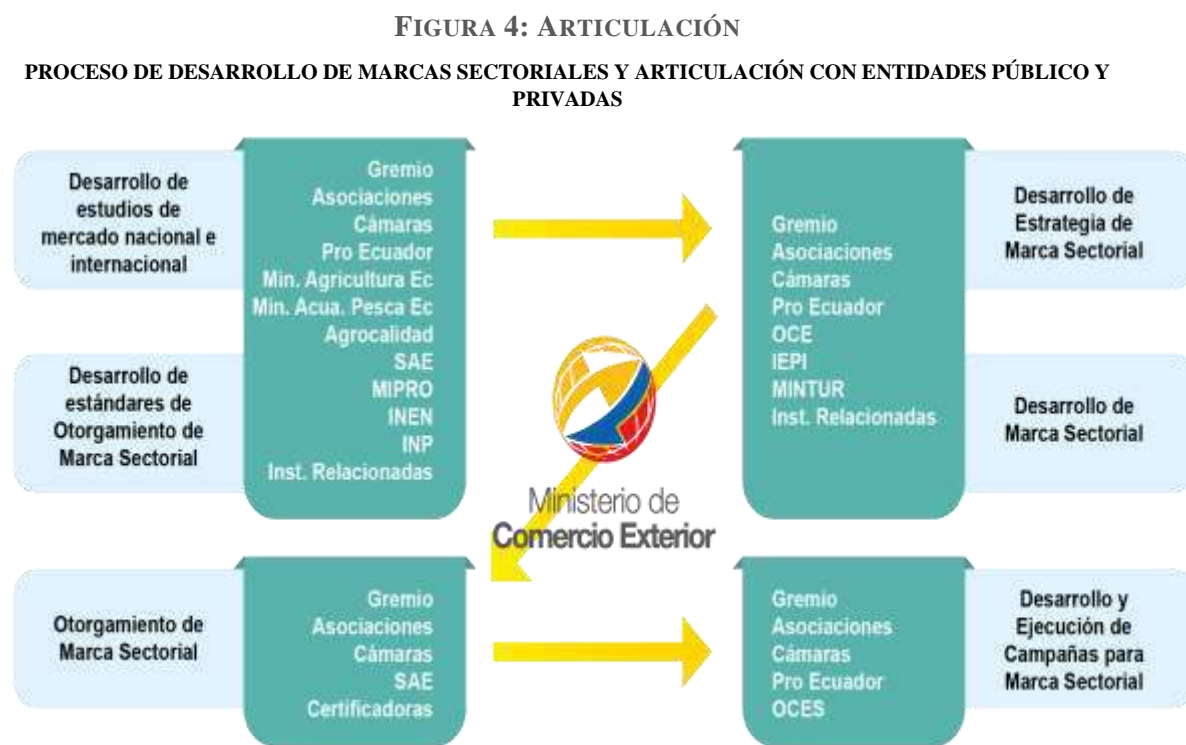 FIGURA 4: ARTICULACIÓN
PROCESO DE DESARROLLO DE MARCAS SECTORIALES Y ARTICULACIÓN CON ENTIDADES PÚBLICO Y
PRIVADAS
Desarrollo de
estudios de
mercado nacional e
internacional
Desarrollo de
estándares de
Otorgamiento de
Marca Sectorial
Gremio
Asociaciones
Cámaras
Pro Ecuador
Min. Agricultura Ec
Min. Acua. Pesca Ec
Agrocalidad
SAE
MIPRO
INEN
INP
Inst. Relacionadas
Gremio
Asociaciones
Cámaras
Pro Ecuador
OCE
IEPI
MINTUR
Inst. Relacionadas
Desarrollo de
Estrategia de
Marca Sectorial
Desarrollo de
Marca Sectorial
Ministerio de
Comercio Exterior
Otorgamiento de
Marca Sectorial
Gremio
Asociaciones
Cámaras
SAE
Certificadoras
Gremio
Asociaciones
Cámaras
Pro Ecuador
OCES
Desarrollo y
Ejecución de
Campañas para
Marca Sectorial